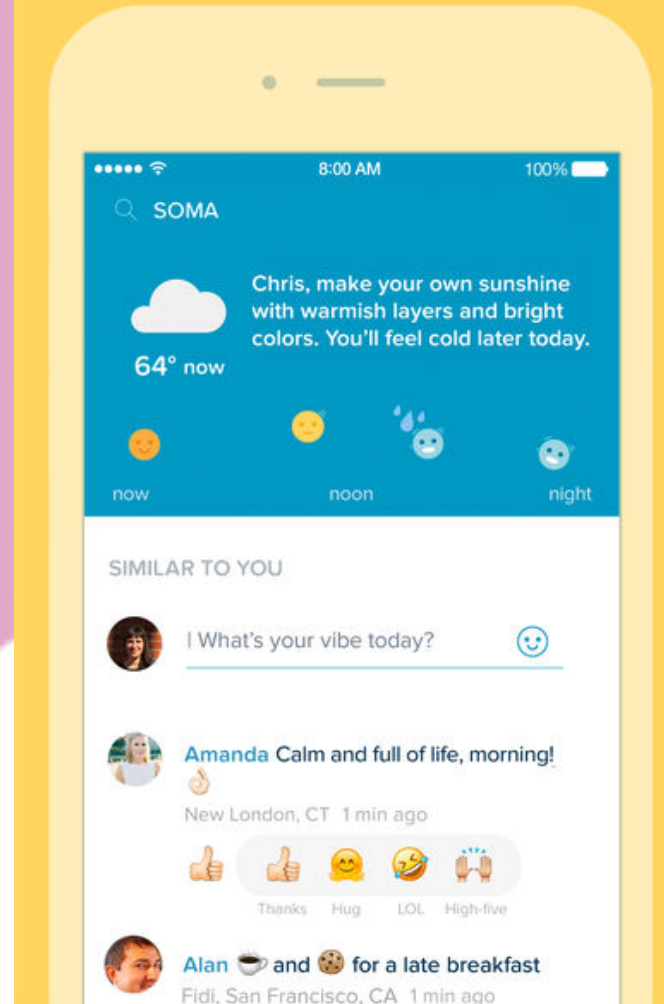 8:00 AM 100%
SOMA
Chris, make your own sunshine
with warmish layers and bright
colors. You'll feel cold later today.
64° now
now noon night
SIMILAR TO YOU
| What's your vibe today?
Amanda Calm and full of life, morning!
👌🏻
New London, CT 1 min ago
Thanks Hug LOL High-five
Alan ☕ and 🍪 for a late breakfast
Fidi, San Francisco, CA 1 min ago